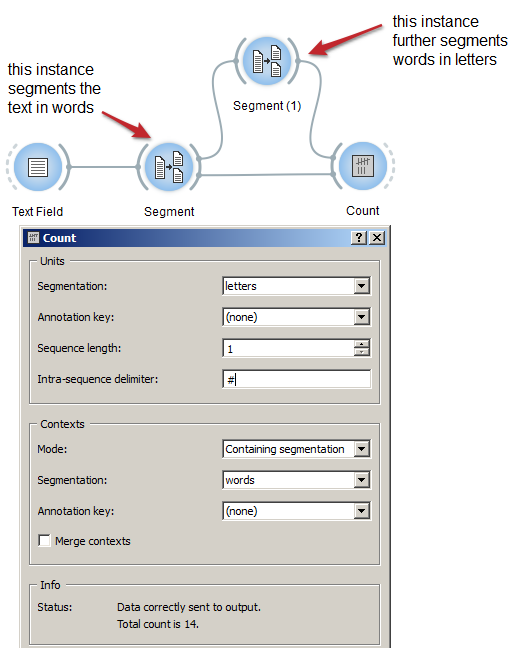 this instance
further segments
words in letters
this instance
segments the
text in words
Segment (1)
Text Field
Segment
Count
Count
Units
Segmentation: letters
Annotation key: (none)
Sequence length: 1
Intra-sequence delimiter: #
Contexts
Mode: Containing segmentation
Segmentation: words
Annotation key: (none)
Merge contexts
Info
Status: Data correctly sent to output.
Total count is 14.